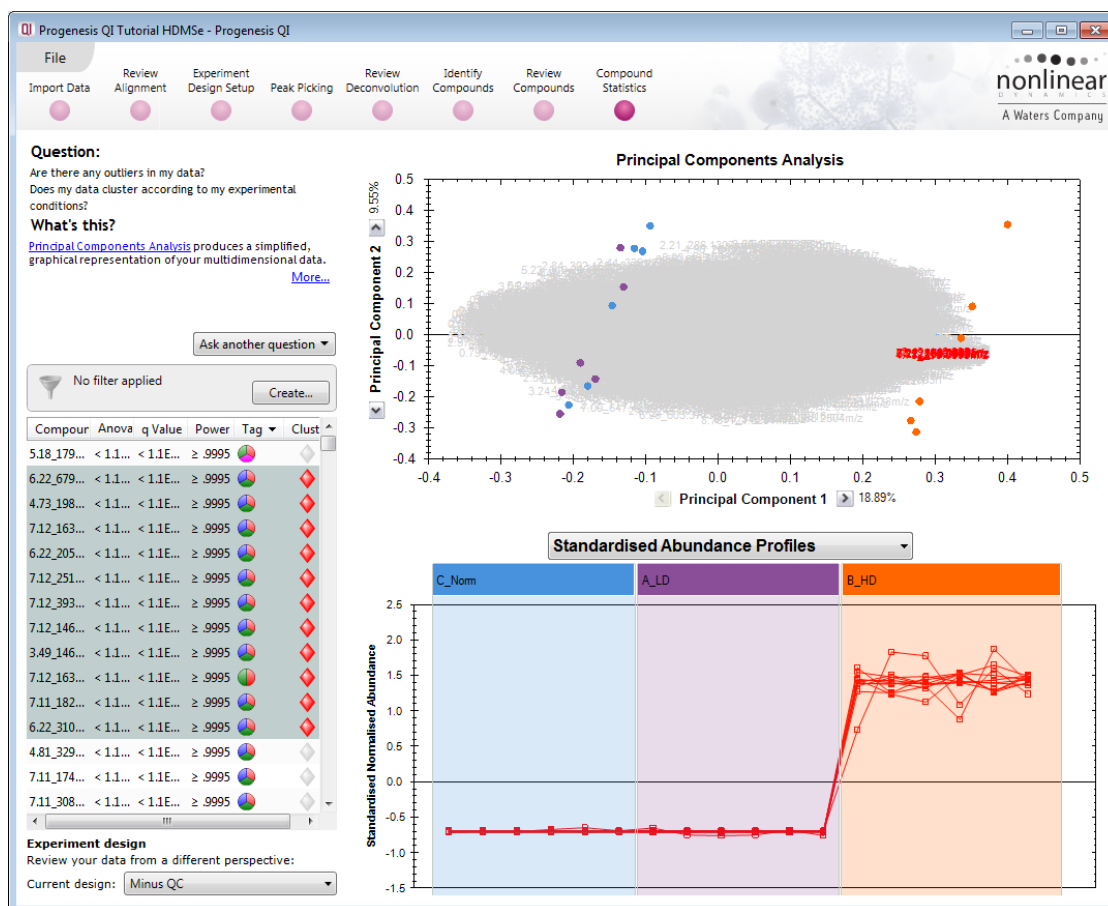 Progenesis QI Tutorial HDMSe - Progenesis QI
File
Import Data
Review Alignment
Experiment Design Setup
Peak Picking
Review Deconvolution
Identify Compounds
Review Compounds
Compound Statistics
nonlinear
DYNAMICS
A Waters Company
Question:
Are there any outliers in my data?
Does my data cluster according to my experimental
conditions?
What's this?
Principal Components Analysis produces a simplified,
graphical representation of your multidimensional data.
More...
Ask another question
No filter applied
Create...
Compour Anova q Value Power Tag Clust
5.18_179... < 1.1... < 1.1E... ≥ .9995
6.22_679... < 1.1... < 1.1E... ≥ .9995
4.73_198... < 1.1... < 1.1E... ≥ .9995
7.12_163... < 1.1... < 1.1E... ≥ .9995
6.22_205... < 1.1... < 1.1E... ≥ .9995
7.12_251... < 1.1... < 1.1E... ≥ .9995
7.12_393... < 1.1... < 1.1E... ≥ .9995
7.12_146... < 1.1... < 1.1E... ≥ .9995
3.49_146... < 1.1... < 1.1E... ≥ .9995
7.12_163... < 1.1... < 1.1E... ≥ .9995
7.11_182... < 1.1... < 1.1E... ≥ .9995
6.22_310... < 1.1... < 1.1E... ≥ .9995
4.81_329... < 1.1... < 1.1E... ≥ .9995
7.11_174... < 1.1... < 1.1E... ≥ .9995
7.11_308... < 1.1... < 1.1E... ≥ .9995
Experiment design
Review your data from a different perspective:
Current design: Minus QC
Principal Components Analysis
Principal Component 2 9.55%
0.5
0.4
0.3
0.2
0.1
0.0
-0.1
-0.2
-0.3
-0.4
-0.4 -0.3 -0.2 -0.1 0.0 0.1 0.2 0.3 0.4 0.5
Principal Component 1 18.89%
Standardised Abundance Profiles
C_Norm A_LD B_HD
Standardised Normalised Abundance
2.5
2.0
1.5
1.0
0.5
0.0
-0.5
-1.0
-1.5